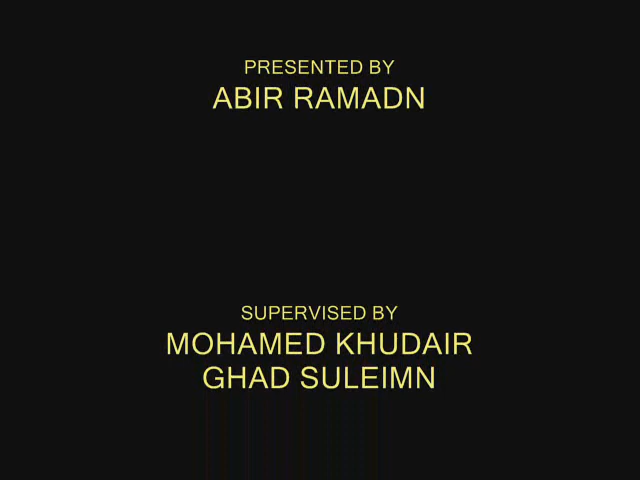 PRESENTED BY
ABIR RAMADN
SUPERVISED BY
MOHAMED KHUDAIR
GHAD SULEIMN